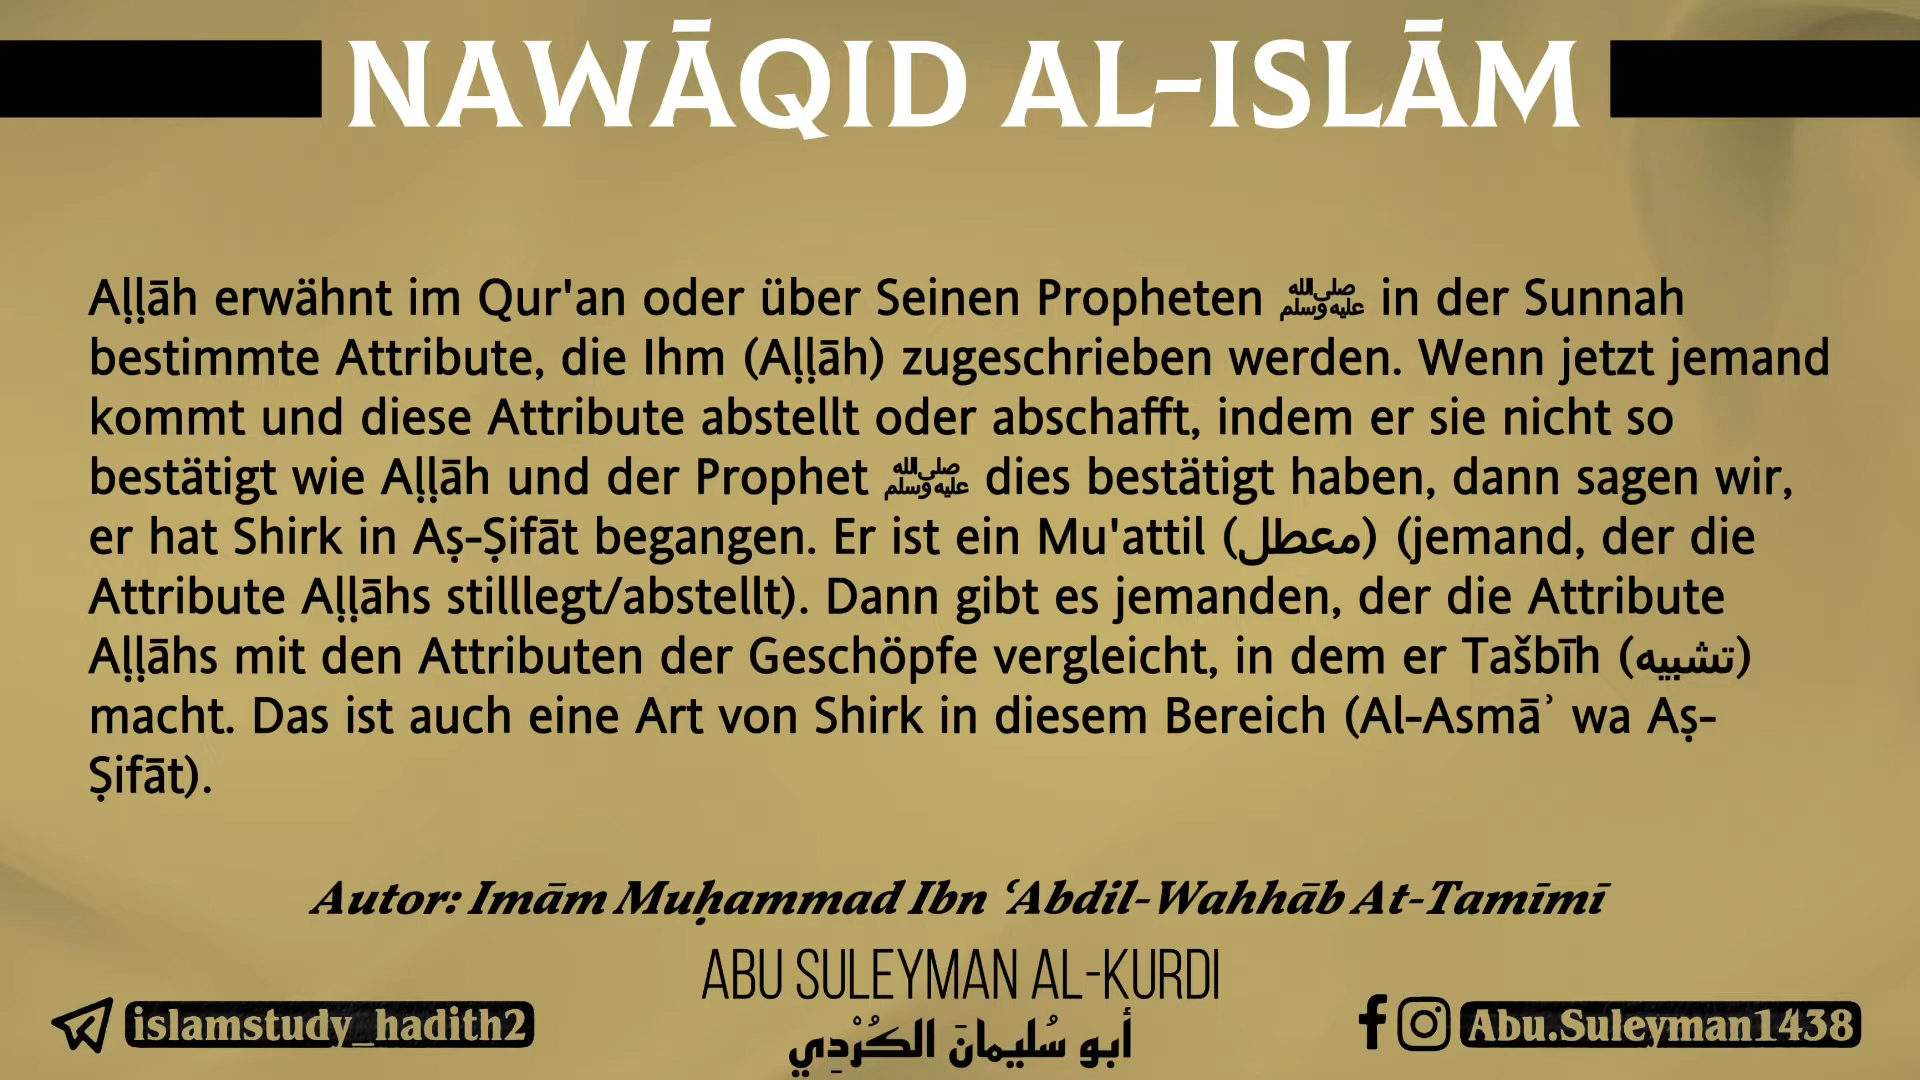 NAWĀQID AL-ISLĀM
Aḷḷāh erwähnt im Qur'an oder über Seinen Propheten ﷺ in der Sunnah
bestimmte Attribute, die Ihm (Aḷḷāh) zugeschrieben werden. Wenn jetzt jemand
kommt und diese Attribute abstellt oder abschafft, indem er sie nicht so
bestätigt wie Aḷḷāh und der Prophet ﷺ dies bestätigt haben, dann sagen wir,
er hat Shirk in Aṣ-Ṣifāt begangen. Er ist ein Mu'attil (معطل) (jemand, der die
Attribute Aḷḷāhs stilllegt/abstellt). Dann gibt es jemanden, der die Attribute
Aḷḷāhs mit den Attributen der Geschöpfe vergleicht, in dem er Tašbīh (تشبيه)
macht. Das ist auch eine Art von Shirk in diesem Bereich (Al-Asmāʾ wa Aṣ-
Ṣifāt).
Autor: Imām Muḥammad Ibn ʿAbdil-Wahhāb At-Tamīmī
ABU SULEYMAN AL-KURDI
أبو سُليمانَ الكُرْدِي
islamstudy_hadith2
Abu.Suleyman1438